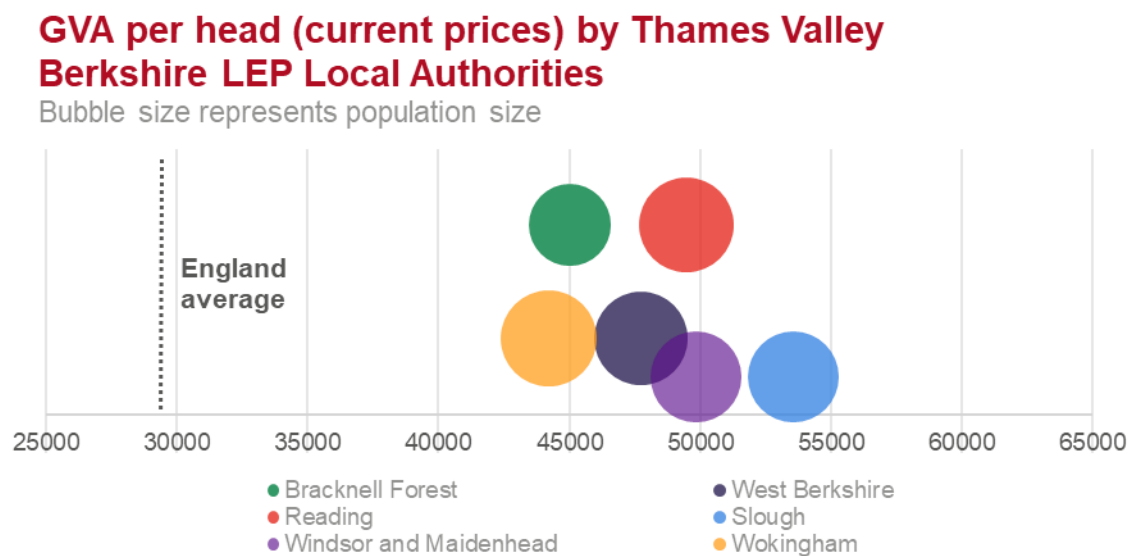 GVA per head (current prices) by Thames Valley
Berkshire LEP Local Authorities
Bubble size represents population size
England
average
25000 30000 35000 40000 45000 50000 55000 60000 65000
Bracknell Forest West Berkshire
Reading Slough
Windsor and Maidenhead Wokingham